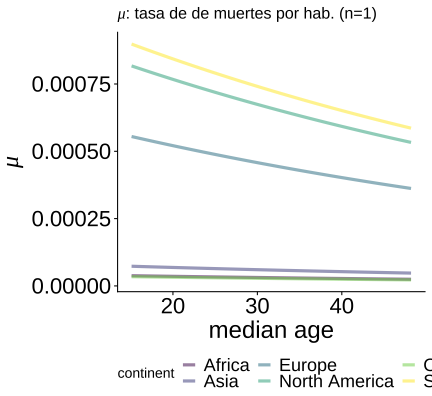 μ: tasa de de muertes por hab. (n=1)
0.00075
0.00050
0.00025
0.00000
μ
20 30 40
median age
continent Africa Europe
Asia North America